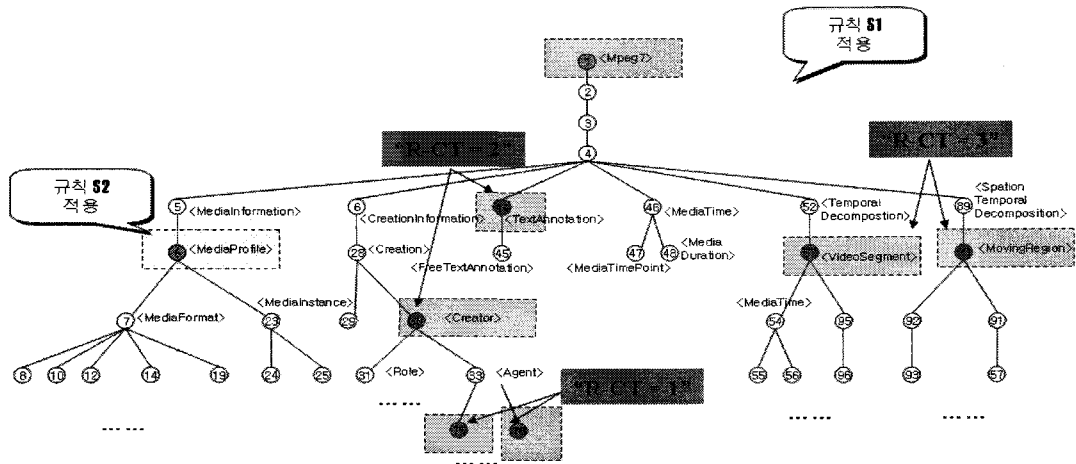 규칙 S1
적용
<Mpeg7>
2
3
"R-CT = 2"
4
"R-CT = 3"
규칙 S2
적용
5
<MediaInformation>
6
<CreationInformation>
<TextAnnotation>
46
<MediaTime>
52
<Temporal
Decompostion>
89
<Spation
Temporal
Decomposition>
<MediaProfile>
28
<Creation>
45
<FreeTextAnnotation>
47
48
<Media
Duration>
<MediaTimePoint>
<VideoSegment>
<MovingRegion>
7
<MediaFormat>
23
<MediaInstance>
29
<Creator>
<MediaTime>
54
95
92
91
8
10
12
14
19
24
25
31
<Role>
33
<Agent>
55
56
96
93
57
"R-CT = 1"
... ...
... ...
... ...
... ...
... ...